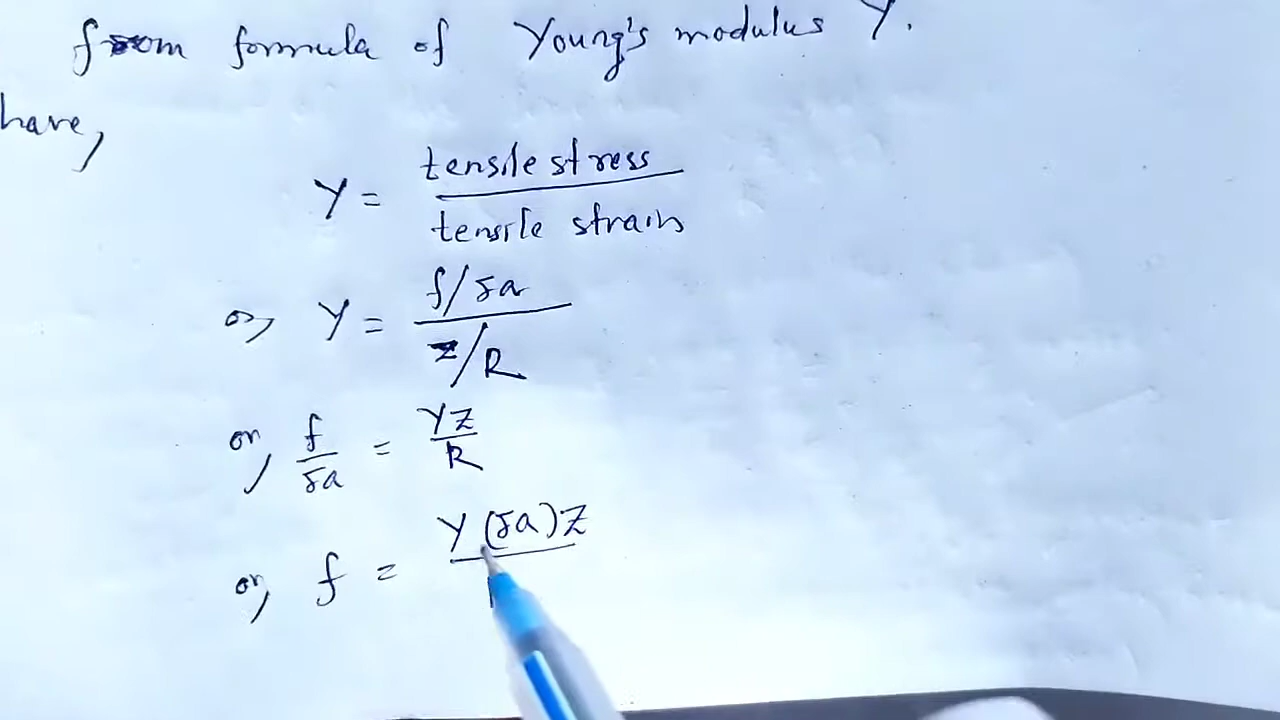 from formula of Young's modulus Y.
have,
Y = tensile stress / tensile strain
or, Y = f/δa / z/R
or, f/δa = YZ/R
or, f = Y(δa)Z